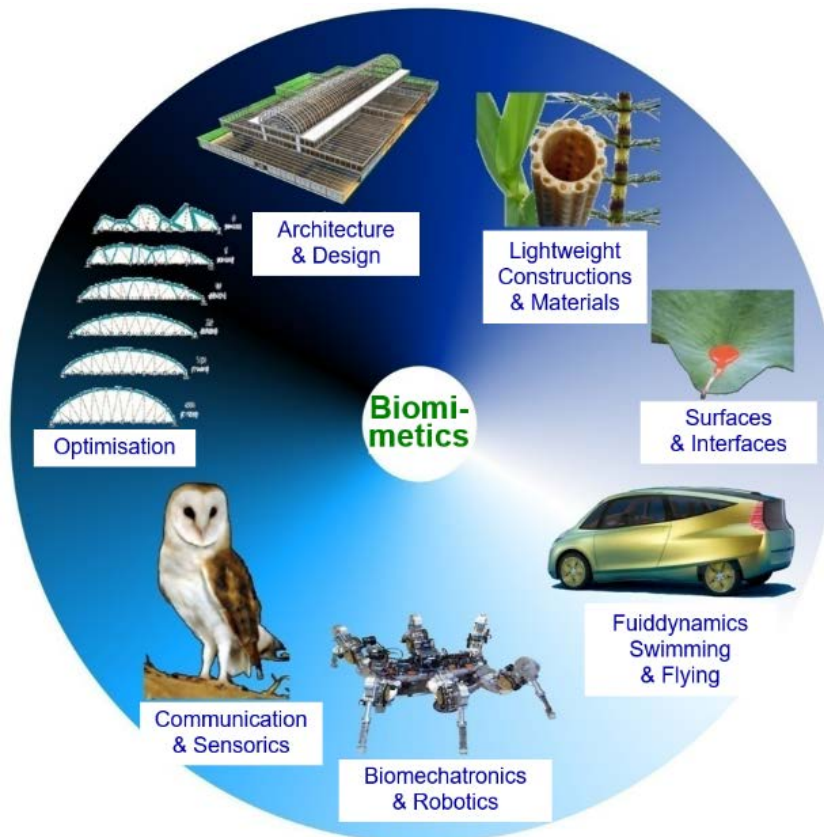 Architecture
& Design
Lightweight
Constructions
& Materials
Surfaces
& Interfaces
Biomi-
metics
Optimisation
Fuiddynamics
Swimming
& Flying
Communication
& Sensorics
Biomechatronics
& Robotics